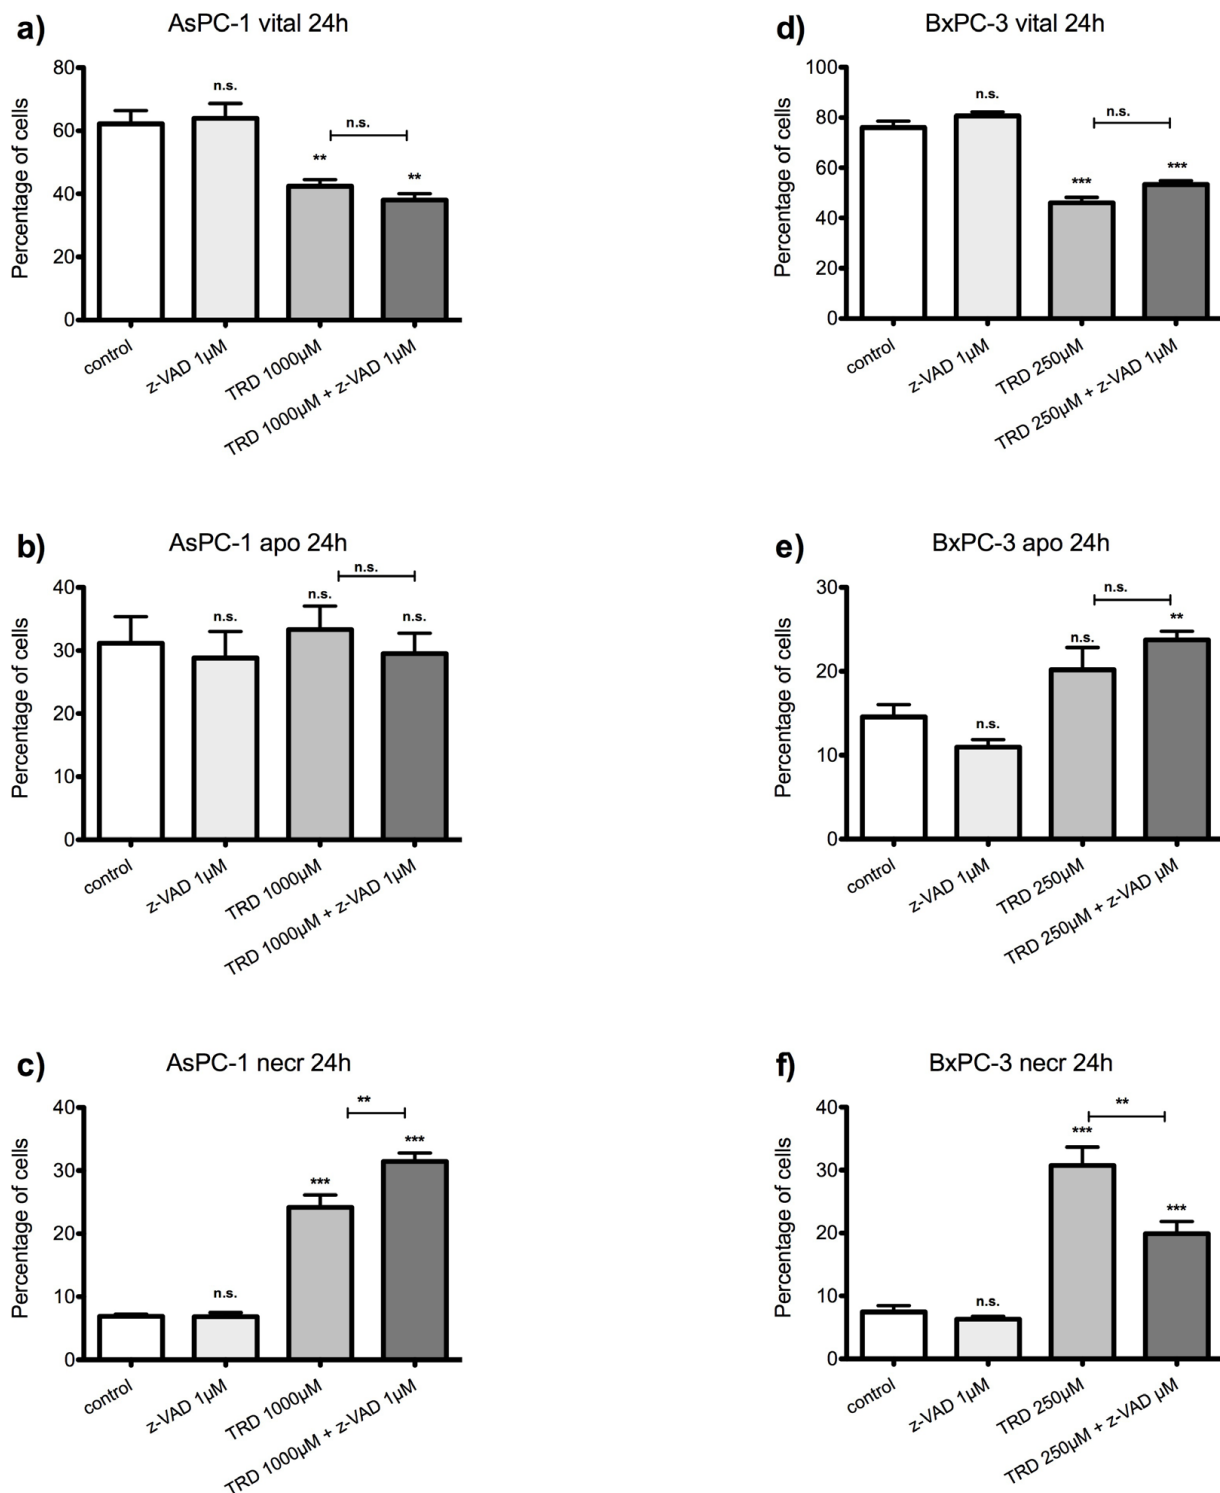 a)
AsPC-1 vital 24h
Percentage of cells
80
60
40
20
0
n.s.
**
n.s.
**
control
z-VAD 1µM
TRD 1000µM
TRD 1000µM + z-VAD 1µM
d)
BxPC-3 vital 24h
Percentage of cells
100
80
60
40
20
0
n.s.
***
n.s.
***
control
z-VAD 1µM
TRD 250µM
TRD 250µM + z-VAD 1µM
b)
AsPC-1 apo 24h
Percentage of cells
40
30
20
10
0
n.s.
n.s.
n.s.
n.s.
control
z-VAD 1µM
TRD 1000µM
TRD 1000µM + z-VAD 1µM
e)
BxPC-3 apo 24h
Percentage of cells
30
20
10
0
n.s.
n.s.
n.s.
**
control
z-VAD 1µM
TRD 250µM
TRD 250µM + z-VAD µM
c)
AsPC-1 necr 24h
Percentage of cells
40
30
20
10
0
n.s.
***
**
***
control
z-VAD 1µM
TRD 1000µM
TRD 1000µM + z-VAD 1µM
f)
BxPC-3 necr 24h
Percentage of cells
40
30
20
10
0
n.s.
***
**
***
control
z-VAD 1µM
TRD 250µM
TRD 250µM + z-VAD µM